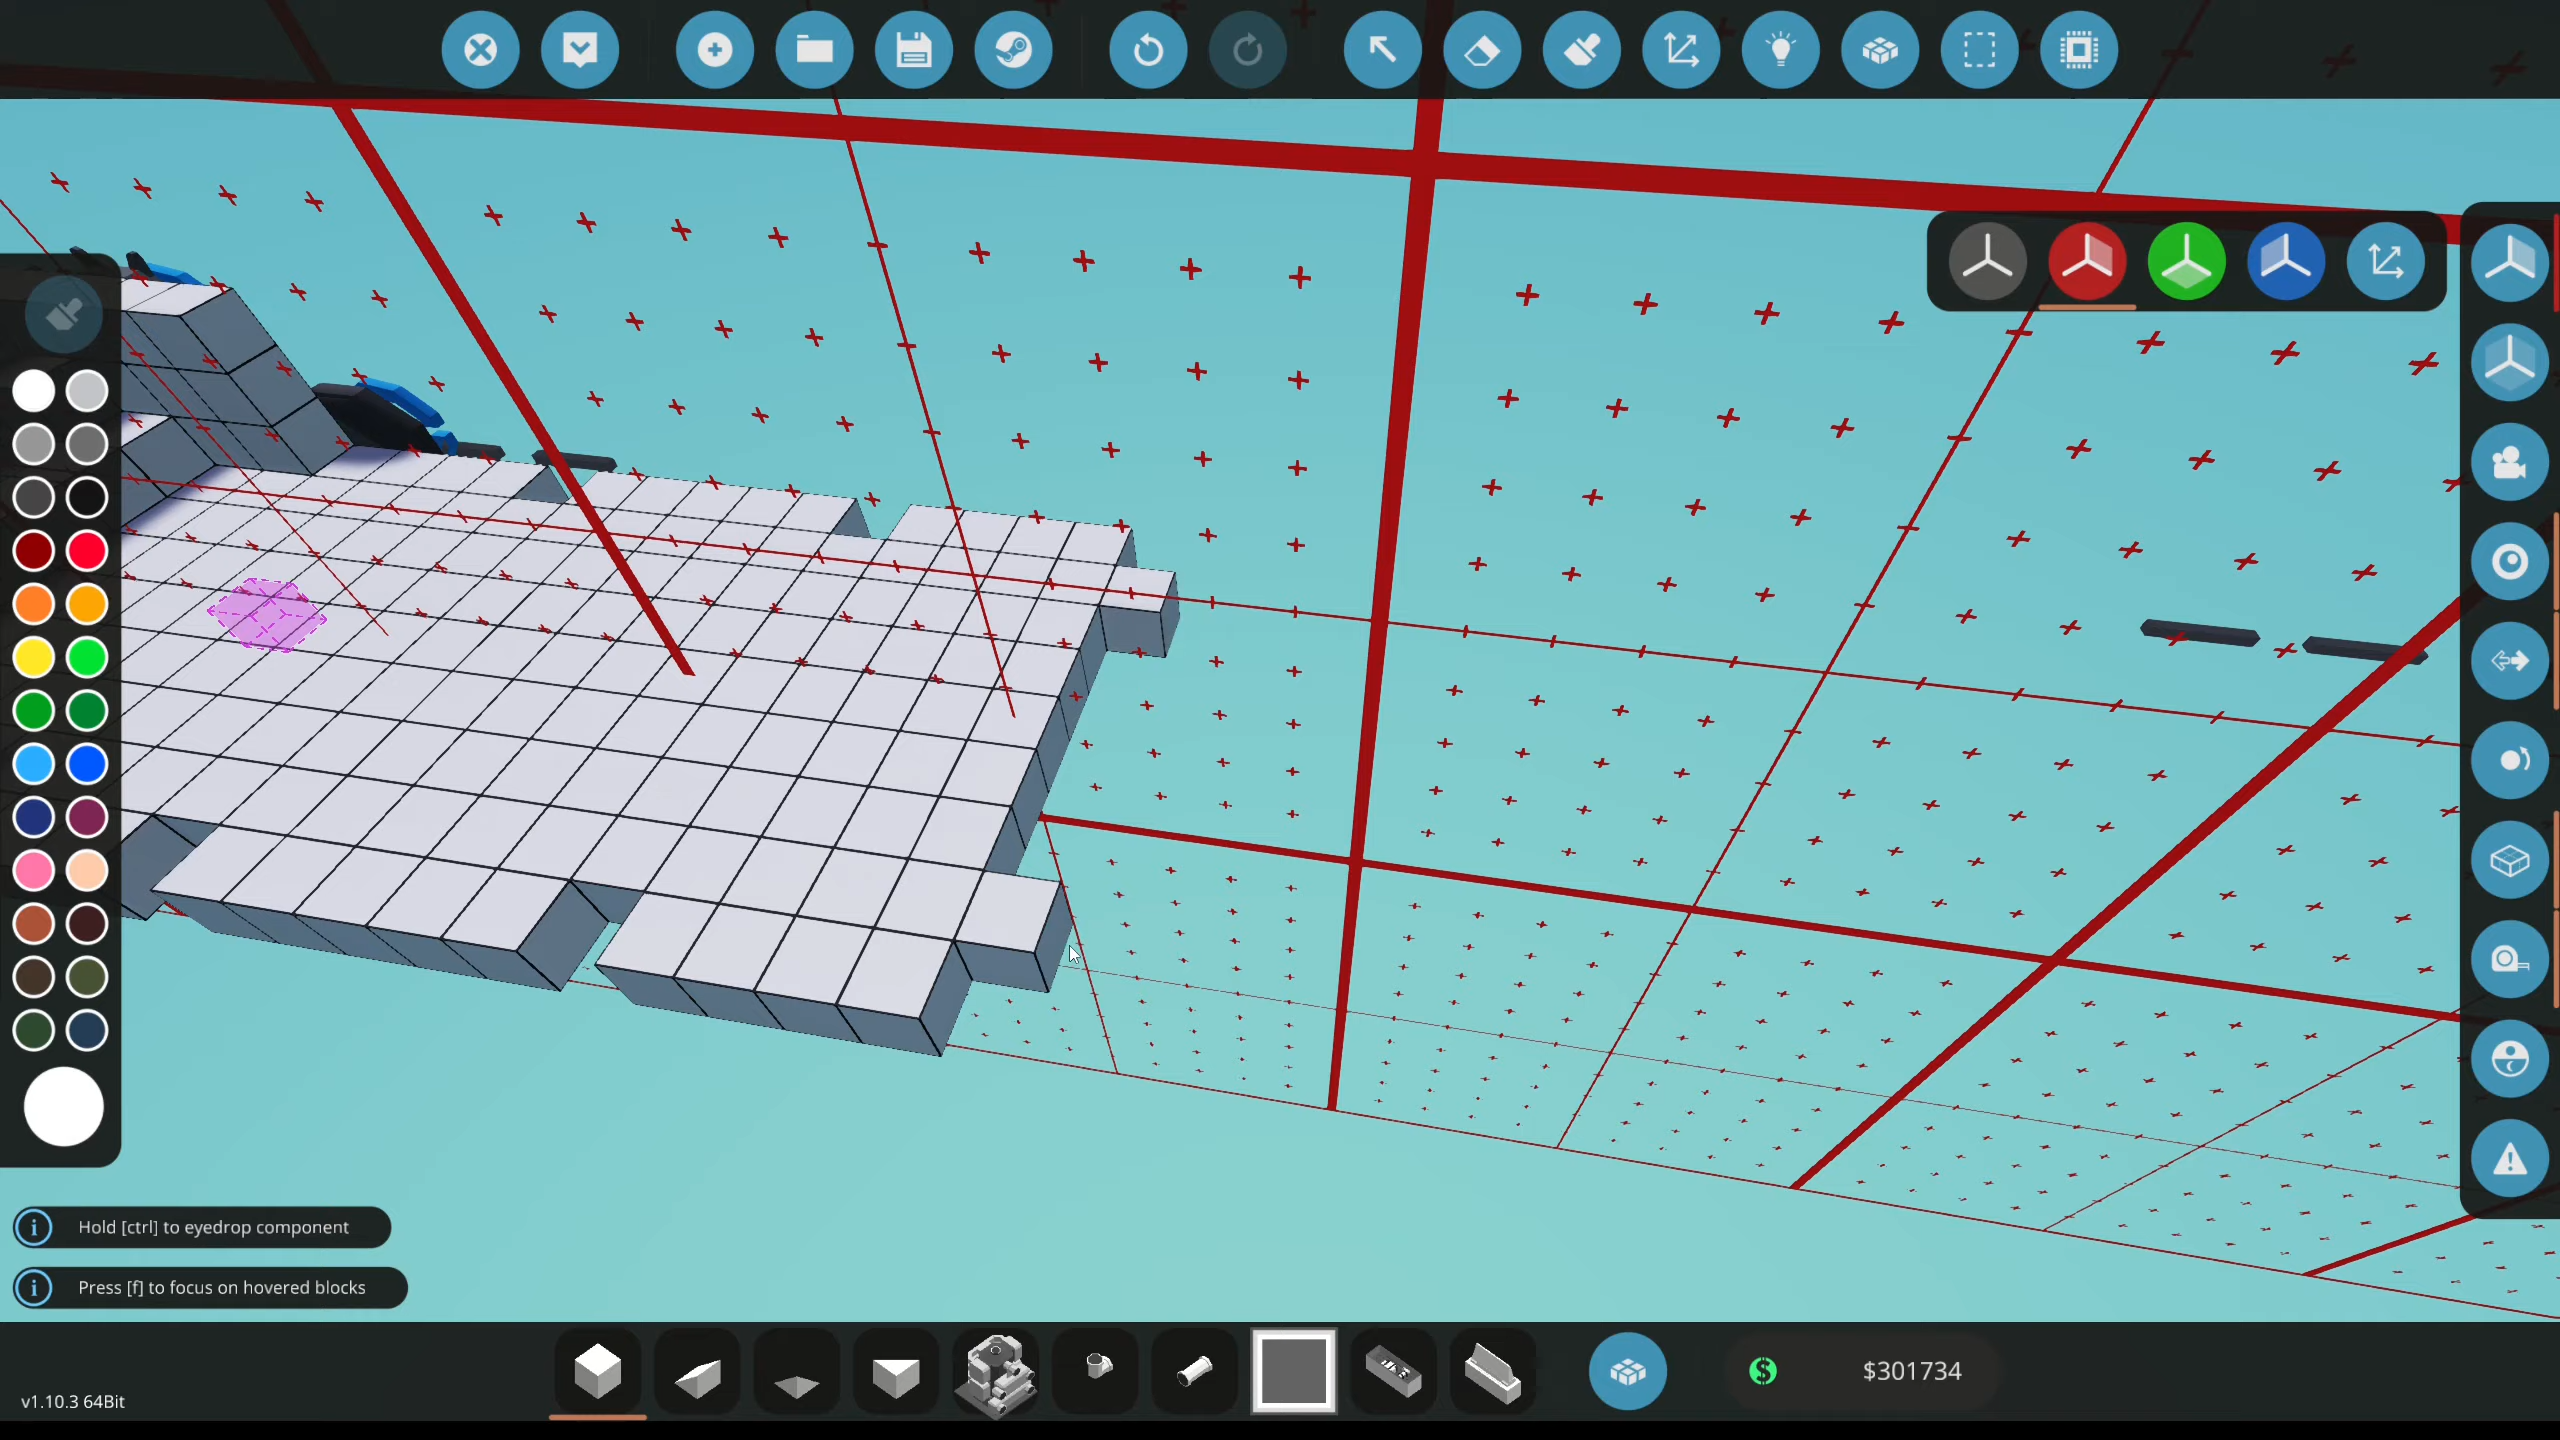 Hold [ctrl] to eyedrop component
Press [f] to focus on hovered blocks
v1.10.3 64Bit
$
$301734